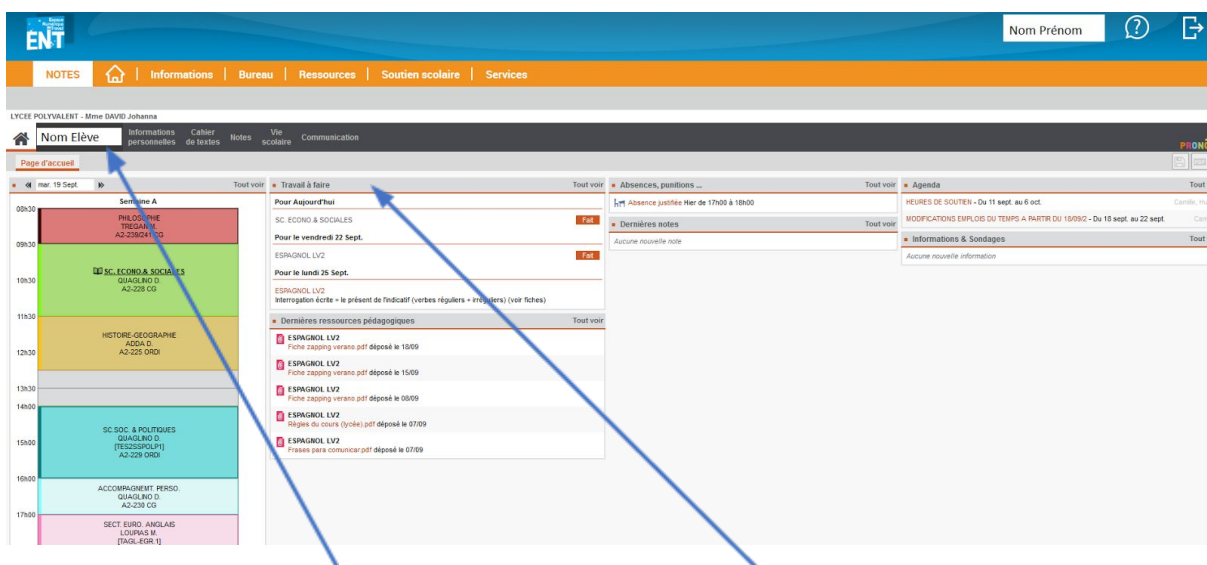 Espace
Numérique
ÉNT
Nom Prénom
NOTES
Informations
Bureau
Ressources
Soutien scolaire
Services
LYCEE POLYVALENT - Mme DAVID Johanna
Nom Elève
Informations personnelles
Cahier de textes
Notes
Vie scolaire
Communication
Page d'accueil
mar. 19 Sept.
Tout voir
Semaine A
08h30
PHILOSOPHIE
TREGAN M.
A2-239/241 CG
09h30
SC. ECONO.& SOCIALES
QUAGLINO D.
A2-228 CG
10h30
11h30
HISTOIRE-GEOGRAPHIE
ADDA D.
A2-225 ORDI
12h30
13h30
14h00
SC.SOC. & POLITIQUES
QUAGLINO D.
[TES2SSPOLP1]
A2-229 ORDI
15h00
16h00
ACCOMPAGNEMT. PERSO.
QUAGLINO D.
A2-230 CG
17h00
SECT. EURO. ANGLAIS
LOUPIAS M.
[TAGL-EGR.1]
Travail à faire
Tout voir
Pour Aujourd'hui
SC. ECONO.& SOCIALES
Fait
Pour le vendredi 22 Sept.
ESPAGNOL LV2
Fait
Pour le lundi 25 Sept.
ESPAGNOL LV2
Interrogation écrite = le présent de l'indicatif (verbes réguliers + irréguliers) (voir fiches)
Dernières ressources pédagogiques
Tout voir
ESPAGNOL LV2
Fiche zapping verano.pdf déposé le 18/09
ESPAGNOL LV2
Fiche zapping verano.pdf déposé le 15/09
ESPAGNOL LV2
Fiche zapping verano.pdf déposé le 08/09
ESPAGNOL LV2
Règles du cours (lycée).pdf déposé le 07/09
ESPAGNOL LV2
Frases para comunicar.pdf déposé le 07/09
Absences, punitions ...
Tout voir
Absence justifiée Hier de 17h00 à 18h00
Dernières notes
Tout voir
Aucune nouvelle note
Agenda
Tout
HEURES DE SOUTIEN - Du 11 sept. au 6 oct.
Camille, Hu
MODIFICATIONS EMPLOIS DU TEMPS A PARTIR DU 18/09/2 - Du 18 sept. au 22 sept.
Cam
Informations & Sondages
Tout
Aucune nouvelle information